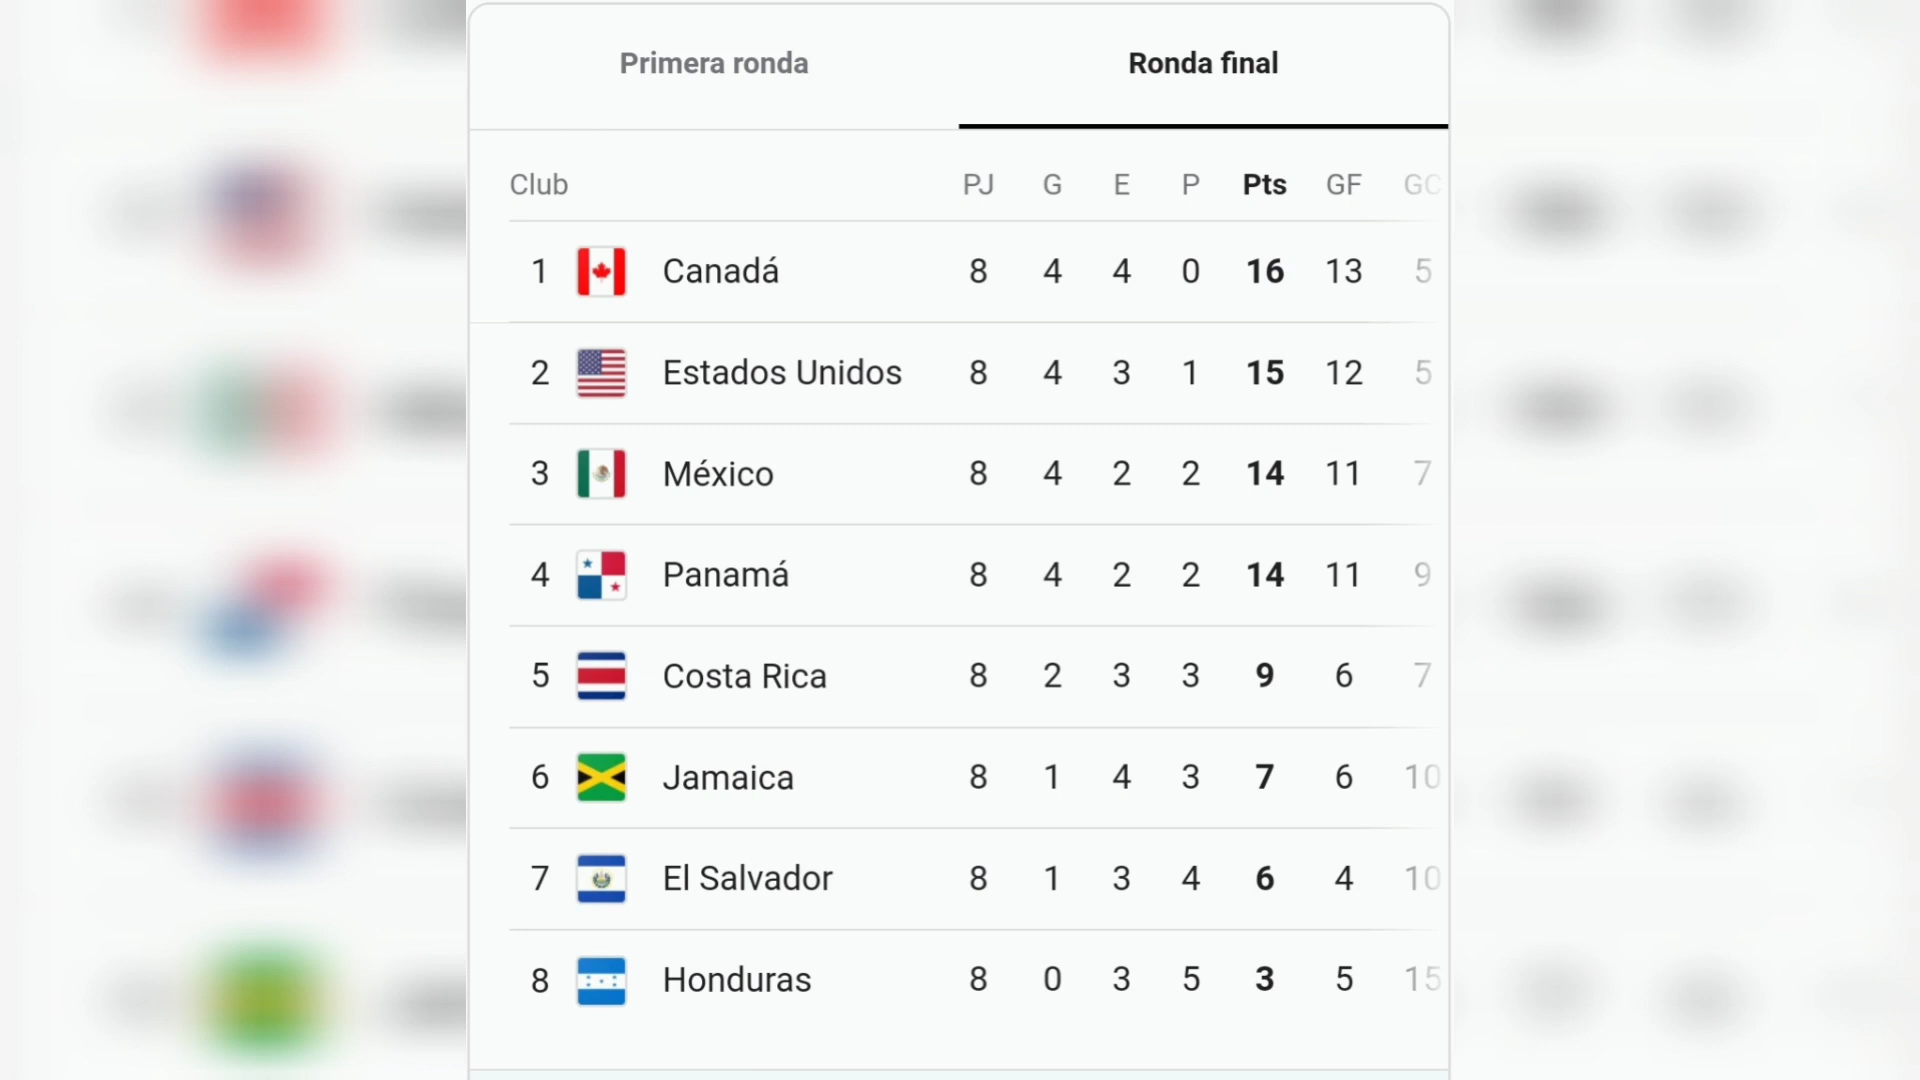 Primera ronda Ronda final
Club PJ G E P Pts GF GC
1 Canadá 8 4 4 0 16 13 5
2 Estados Unidos 8 4 3 1 15 12 5
3 México 8 4 2 2 14 11 7
4 Panamá 8 4 2 2 14 11 9
5 Costa Rica 8 2 3 3 9 6 7
6 Jamaica 8 1 4 3 7 6 10
7 El Salvador 8 1 3 4 6 4 10
8 Honduras 8 0 3 5 3 5 15